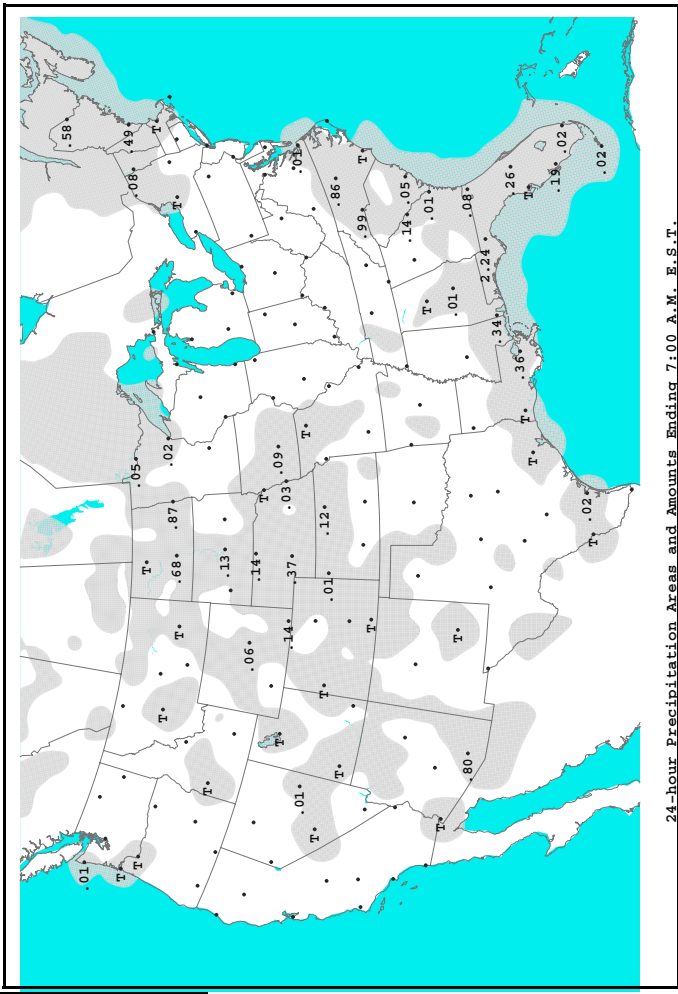 .58
.01
T
.49
.08
.05
T
T
T
T
.02
.87
.68
T
T
T
.13
.06
.14
T
.09
T
.03
.14
.37
.01
.01
T
T
T
.12
.01
.86
T
T
.99
T
.05
.14
T
.01
T
.01
T
.80
.08
2.24
.34
.26
.36
T
T
T
.19
.02
.02
T
.02
24-hour Precipitation Areas and Amounts Ending 7:00 A.M. E.S.T.